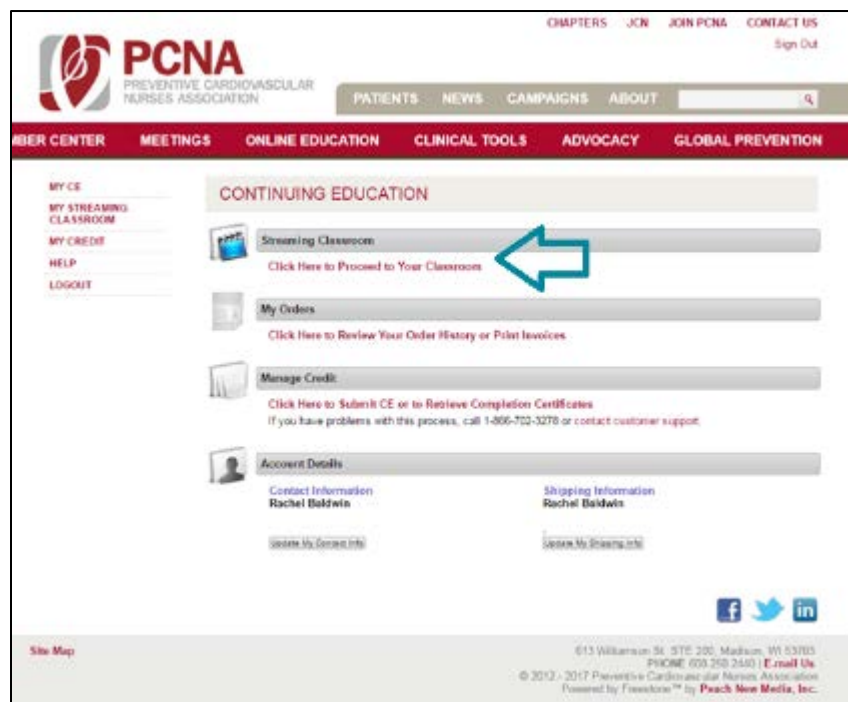 CHAPTERS JCN JOIN PCNA CONTACT US
Sign Out
PCNA
PREVENTIVE CARDIOVASCULAR
NURSES ASSOCIATION
PATIENTS NEWS CAMPAIGNS ABOUT
MBER CENTER MEETINGS ONLINE EDUCATION CLINICAL TOOLS ADVOCACY GLOBAL PREVENTION
MY CE
MY STREAMING
CLASSROOM
MY CREDIT
HELP
LOGOUT
CONTINUING EDUCATION
Streaming Classroom
Click Here to Proceed to Your Classroom
My Orders
Click Here to Review Your Order History or Print Invoices
Manage Credit
Click Here to Submit CE or to Retrieve Completion Certificates
If you have problems with this process, call 1-866-702-3278 or contact customer support.
Account Details
Contact Information
Rachel Baldwin
Update My Contact Info
Shipping Information
Rachel Baldwin
Update My Shipping Info
Site Map
613 Williamson St. STE 200, Madison, WI 53703
PHONE 608.250.2440 | E.mail Us
© 2012 - 2017 Preventive Cardiovascular Nurses Association
Powered by Freestone™ by Peach New Media, Inc.